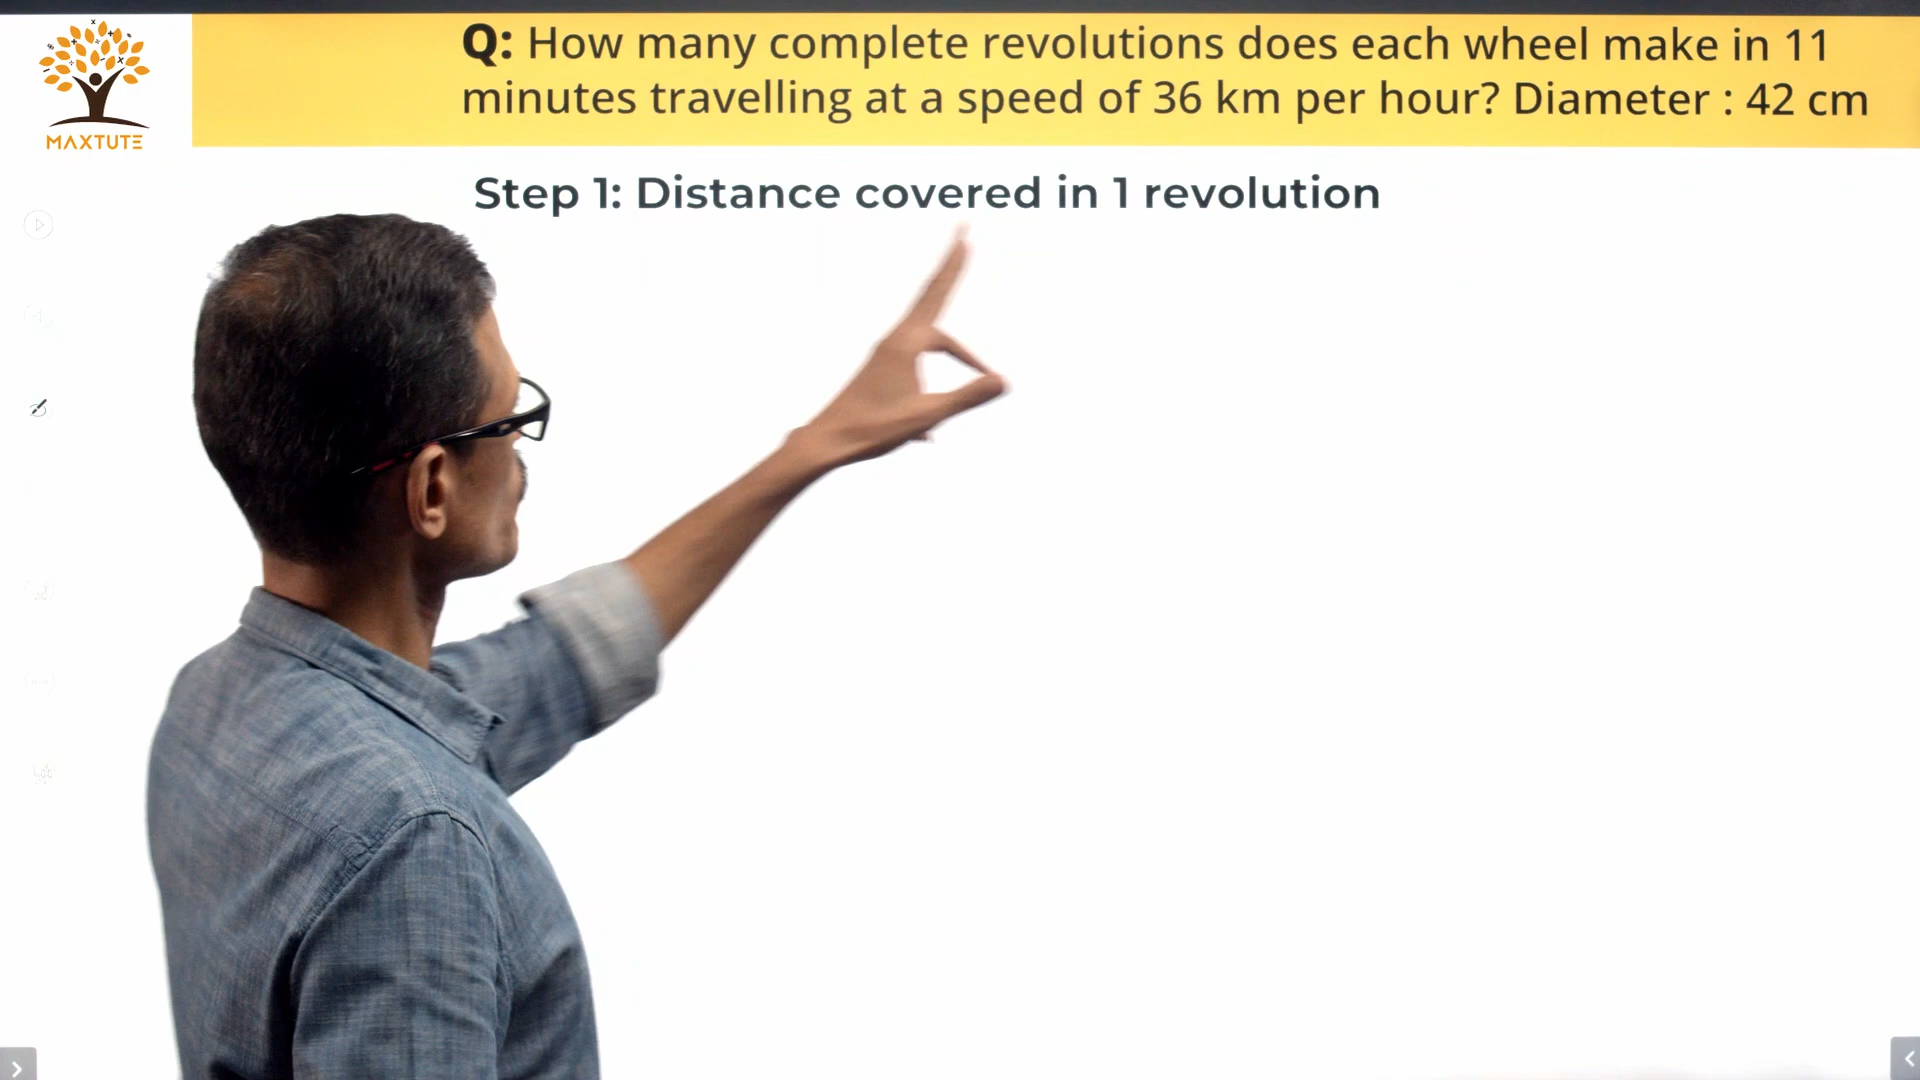 MAXTUTE
Q: How many complete revolutions does each wheel make in 11
minutes travelling at a speed of 36 km per hour? Diameter : 42 cm
Step 1: Distance covered in 1 revolution